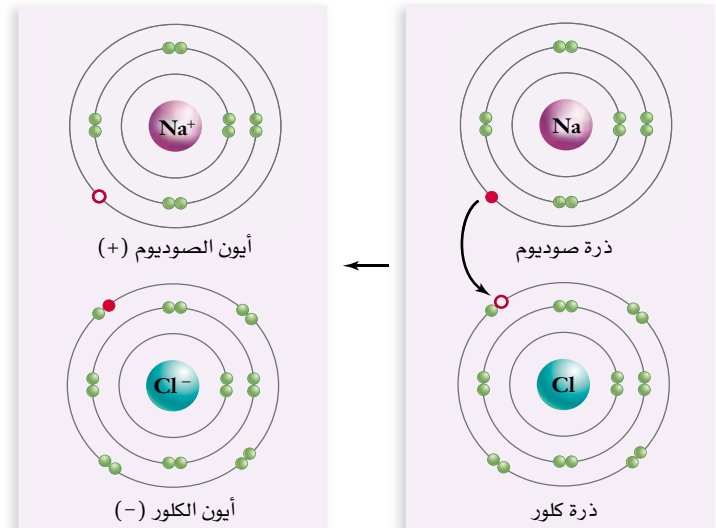 Na
ذرة صوديوم
Cl
ذرة كلور
Na⁺
أيون الصوديوم (+)
Cl⁻
أيون الكلور (-)